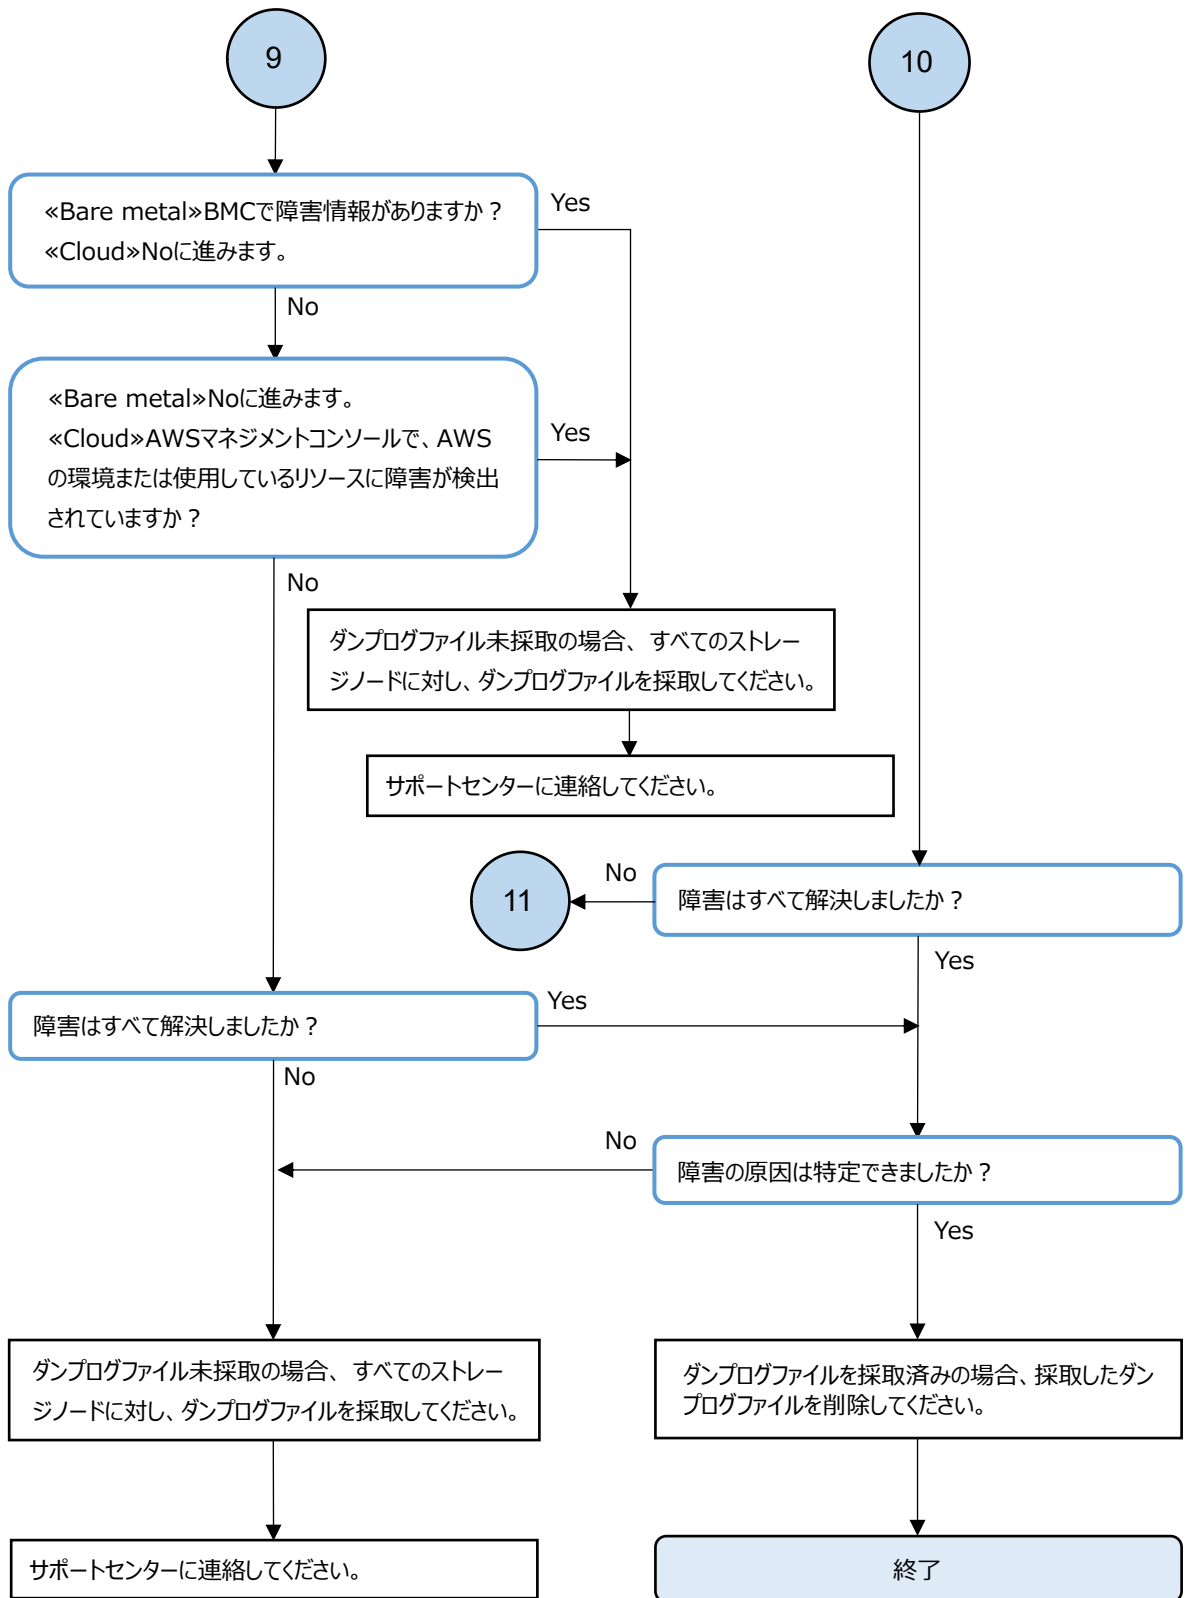 9
10
«Bare metal»BMCで障害情報がありますか？
«Cloud»Noに進みます。
Yes
No
«Bare metal»Noに進みます。
«Cloud»AWSマネジメントコンソールで、AWS
の環境または使用しているリソースに障害が検出
されていますか？
Yes
No
ダンプログファイル未採取の場合、すべてのストレー
ジノードに対し、ダンプログファイルを採取してください。
サポートセンターに連絡してください。
11
No
障害はすべて解決しましたか？
Yes
障害はすべて解決しましたか？
Yes
No
No
障害の原因は特定できましたか？
Yes
ダンプログファイル未採取の場合、すべてのストレー
ジノードに対し、ダンプログファイルを採取してください。
ダンプログファイルを採取済みの場合、採取したダン
プログファイルを削除してください。
サポートセンターに連絡してください。
終了